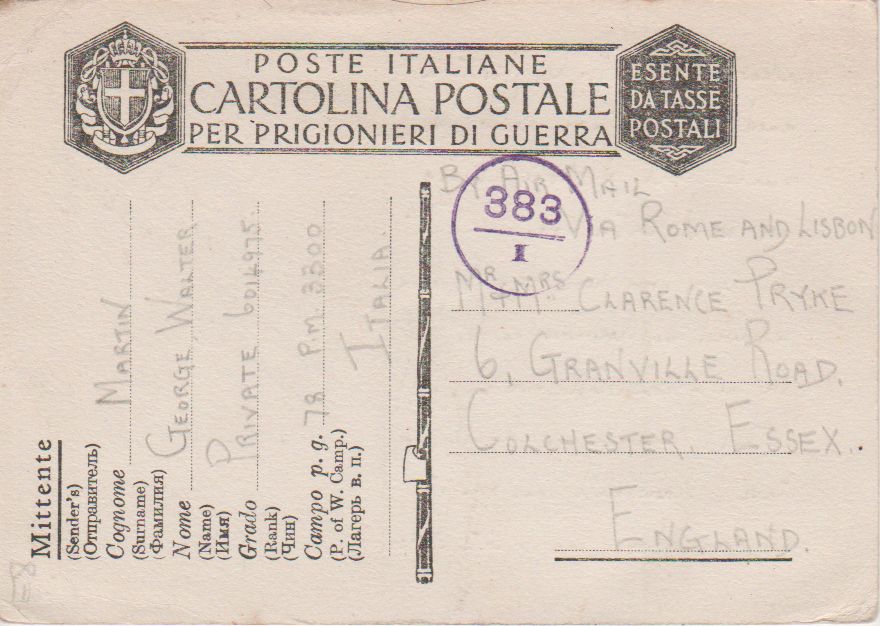 POSTE ITALIANE
CARTOLINA POSTALE
PER PRIGIONIERI DI GUERRA
ESENTE
DA TASSE
POSTALI
383
I
BY AIR MAIL
VIA ROME AND LISBON
MR & MRS CLARENCE PRYKE
6, GRANVILLE ROAD,
COLCHESTER. ESSEX.
ENGLAND.
Mittente
(Sender's)
(Отправитель)
Cognome MARTIN
(Surname)
(Фамилия)
Nome GEORGE WALTER
(Name)
(Имя)
Grado PRIVATE 6014975
(Rank)
(Чин)
Campo p. g. 78 P.M. 3300
(P. of W. Camp.)
(Лагерь в. п.)
ITALIA.